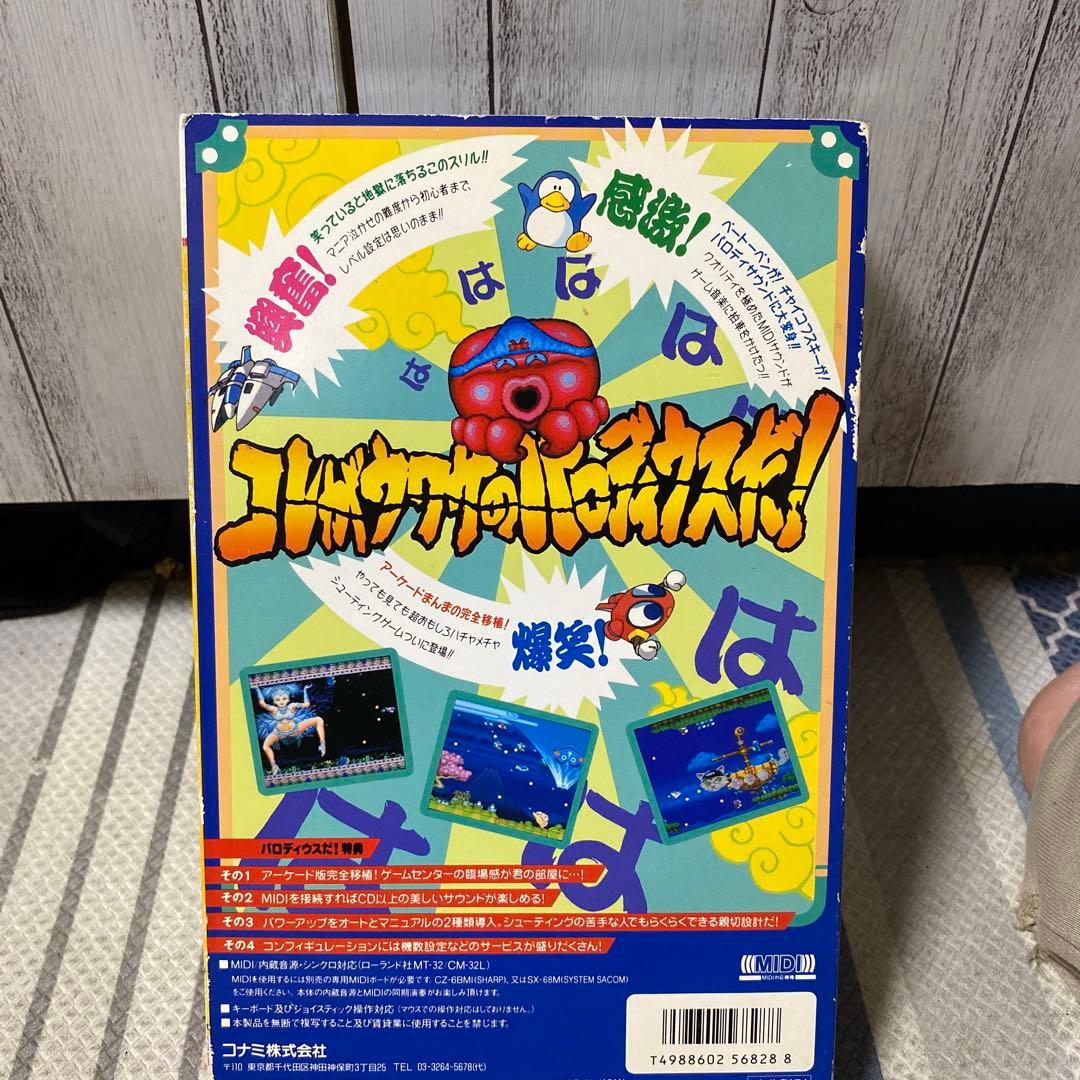 興奮!
笑っていると地獄に落ちるこのスリル!!
マニア泣かせの難度から初心者まで、
レベル設定は思いのまま!!
感激!
ベートーベンが! チャイコフスキーが!
パロディサウンドに大変身!!
クオリティを極めたMIDIサウンドが
ゲーム音楽に拍車をかけたっ!!
は
は
は
は
コレがウワサのパロディウスだ!
アーケードまんまの完全移植!
やっても見ても超おもしろハチャメチャ
シューティングゲームついに登場!!
爆笑!
は
は
す
パロディウスだ! 特典
その1 アーケード版完全移植! ゲームセンターの臨場感が君の部屋に…!
その2 MIDIを接続すればCD以上の美しいサウンドが楽しめる!
その3 パワーアップをオートとマニュアルの2種類導入。シューティングの苦手な人でもらくらくできる親切設計だ!
その4 コンフィギュレーションには機数設定などのサービスが盛りだくさん!
■MIDI/内蔵音源・シンクロ対応(ローランド社MT-32/CM-32L)
MIDIを使用するには別売の専用MIDIボードが必要です. CZ-6BMI(SHARP), 又はSX-68M(SYSTEM SACOM)
をご使用ください. 本体の内蔵音源とMIDIの同期演奏がお楽しみ頂けます.
■キーボード及びジョイスティック操作対応 (マウスでの操作対応はしておりません。)
■本製品を無断で複写すること及び賃貸業に使用することを禁じます。
MIDI
MIDI対応機種
コナミ株式会社
〒110 東京都千代田区神田神保町3丁目25 TEL 03-3264-5678(代)
T4988602 56828 8